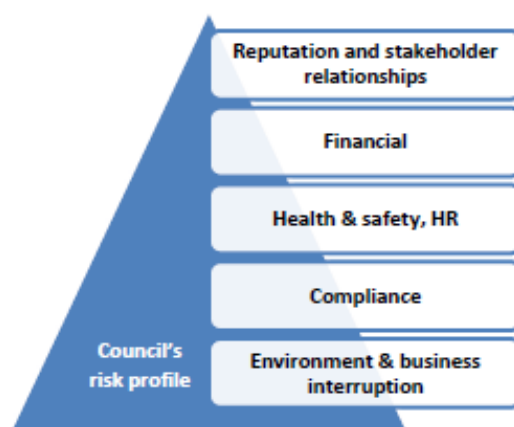 Reputation and stakeholder
relationships
Financial
Health & safety, HR
Compliance
Council's
risk profile
Environment & business
interruption